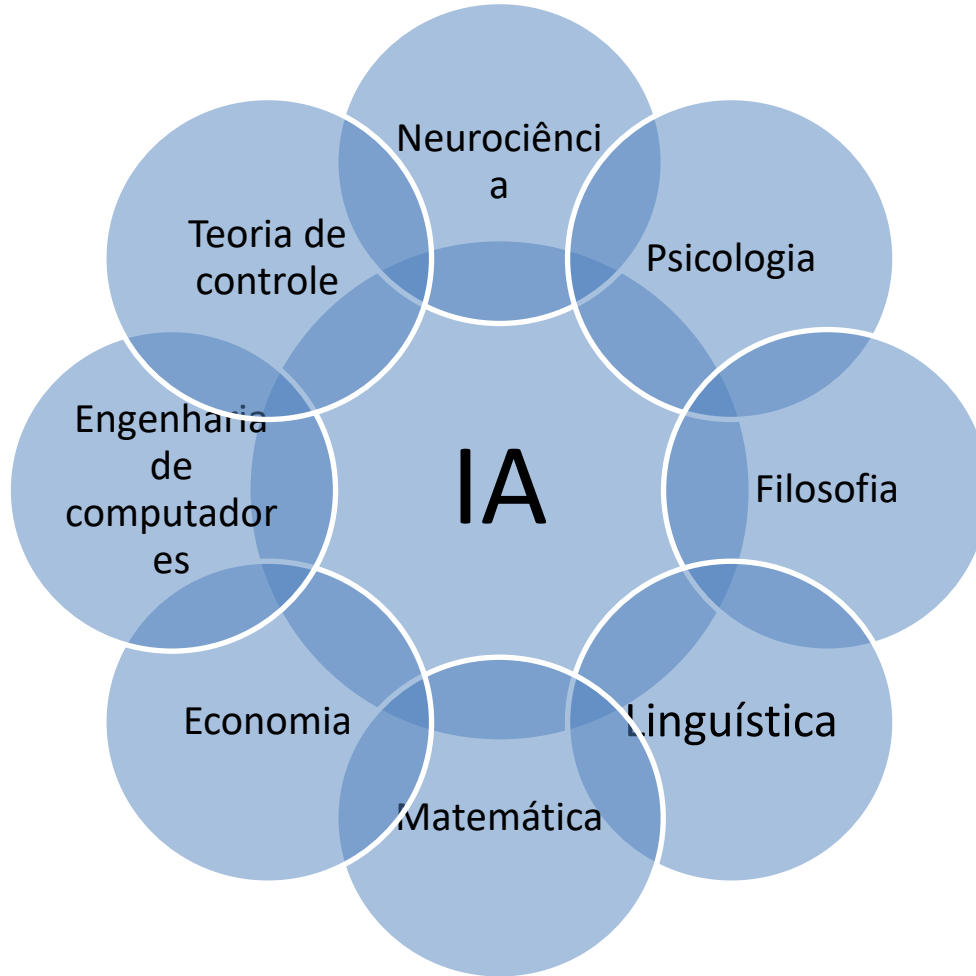 Neurociênci
a
Psicologia
Filosofia
Linguística
Matemática
Economia
Engenharia
de
computador
es
Teoria de
controle
IA